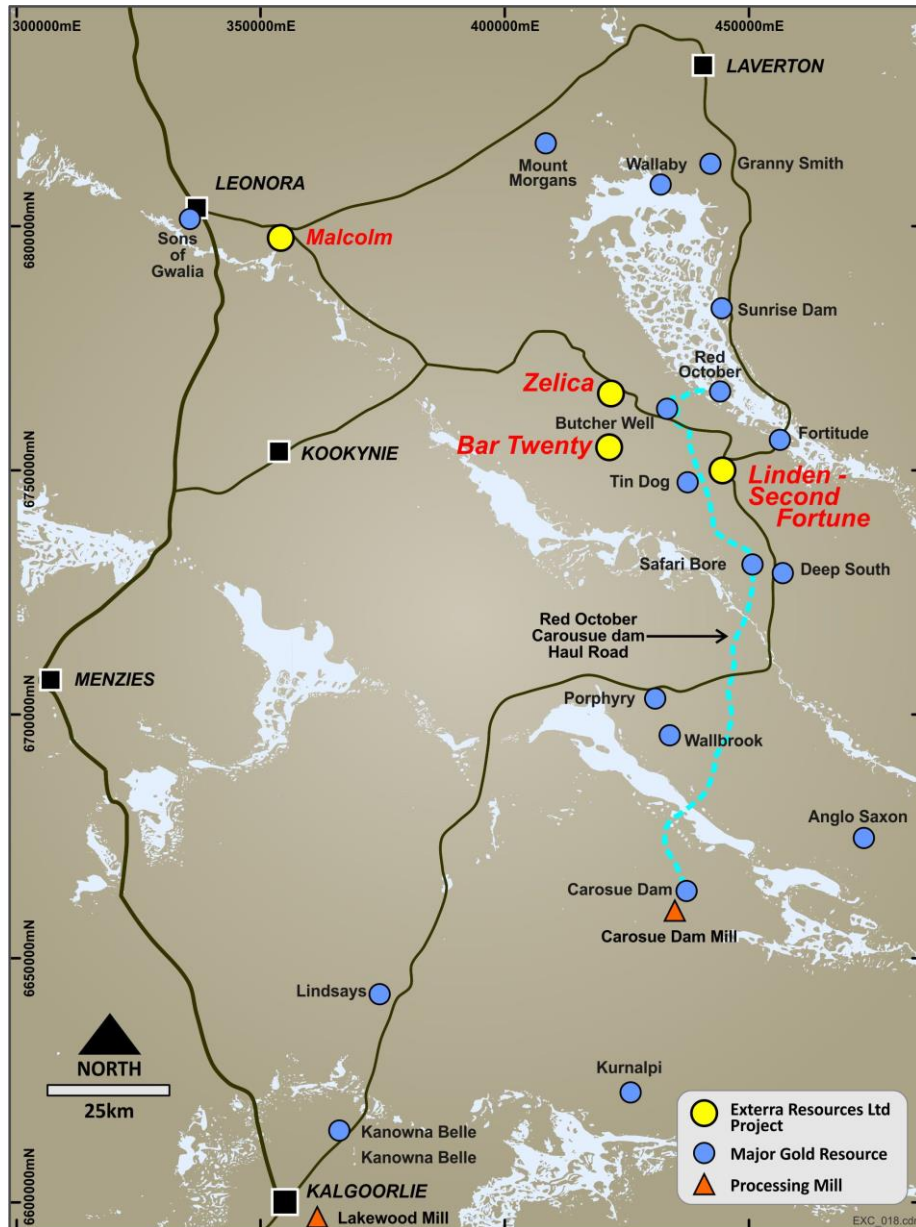 300000mE
350000mE
400000mE
450000mE
LAVERTON
Mount
Morgans
Wallaby
Granny Smith
LEONORA
6800000mN
Sons
of
Gwalia
Malcolm
Sunrise Dam
Red
October
Zelica
Butcher Well
Fortitude
Bar Twenty
KOOKYNIE
6750000mN
Tin Dog
Linden -
Second
Fortune
Safari Bore
Deep South
Red October
Carousue dam
Haul Road
MENZIES
Porphyry
6700000mN
Wallbrook
Anglo Saxon
Carosue Dam
Carosue Dam Mill
6650000mN
Lindsays
NORTH
25km
Kurnalpi
Kanowna Belle
Kanowna Belle
6600000mN
KALGOORLIE
Lakewood Mill
Exterra Resources Ltd
Project
Major Gold Resource
Processing Mill
EXC_018.cdr